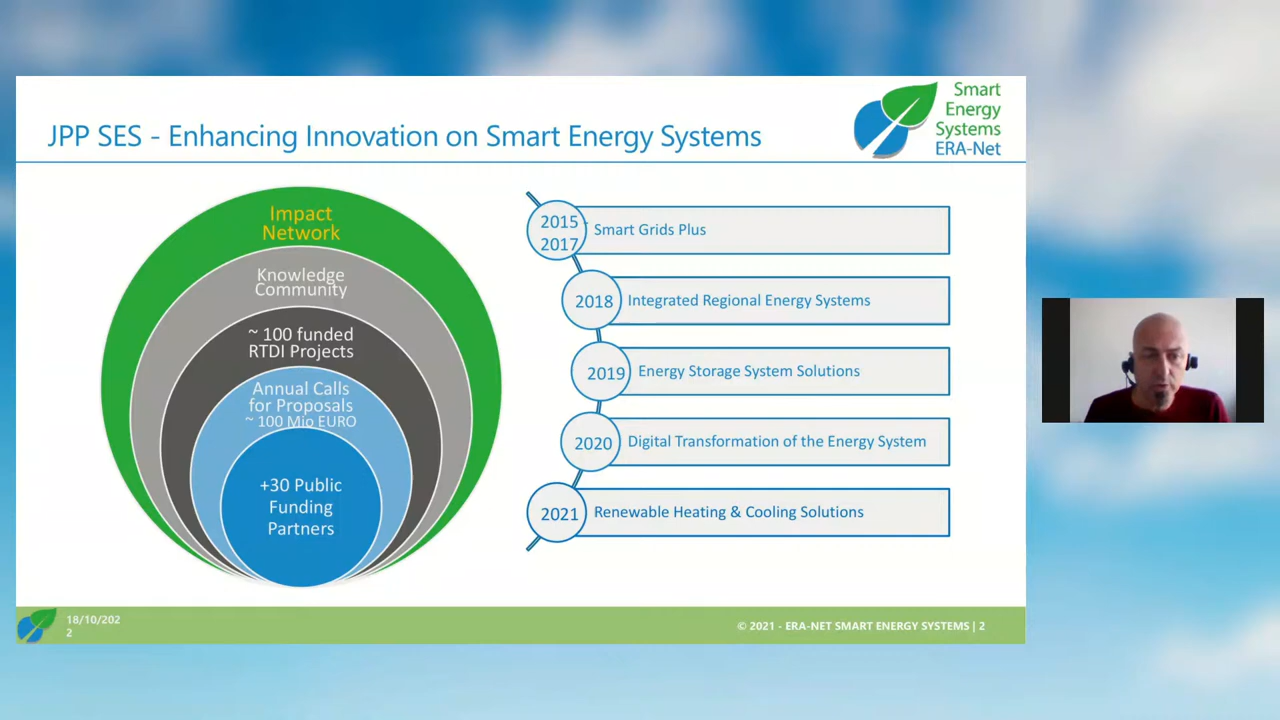 JPP SES - Enhancing Innovation on Smart Energy Systems
Smart
Energy
Systems
ERA-Net
Impact
Network
Knowledge
Community
~ 100 funded
RTDI Projects
Annual Calls
for Proposals
~ 100 Mio EURO
+30 Public
Funding
Partners
2015 -
2017
Smart Grids Plus
2018
Integrated Regional Energy Systems
2019
Energy Storage System Solutions
2020
Digital Transformation of the Energy System
2021
Renewable Heating & Cooling Solutions
18/10/202
2
© 2021 - ERA-NET SMART ENERGY SYSTEMS | 2